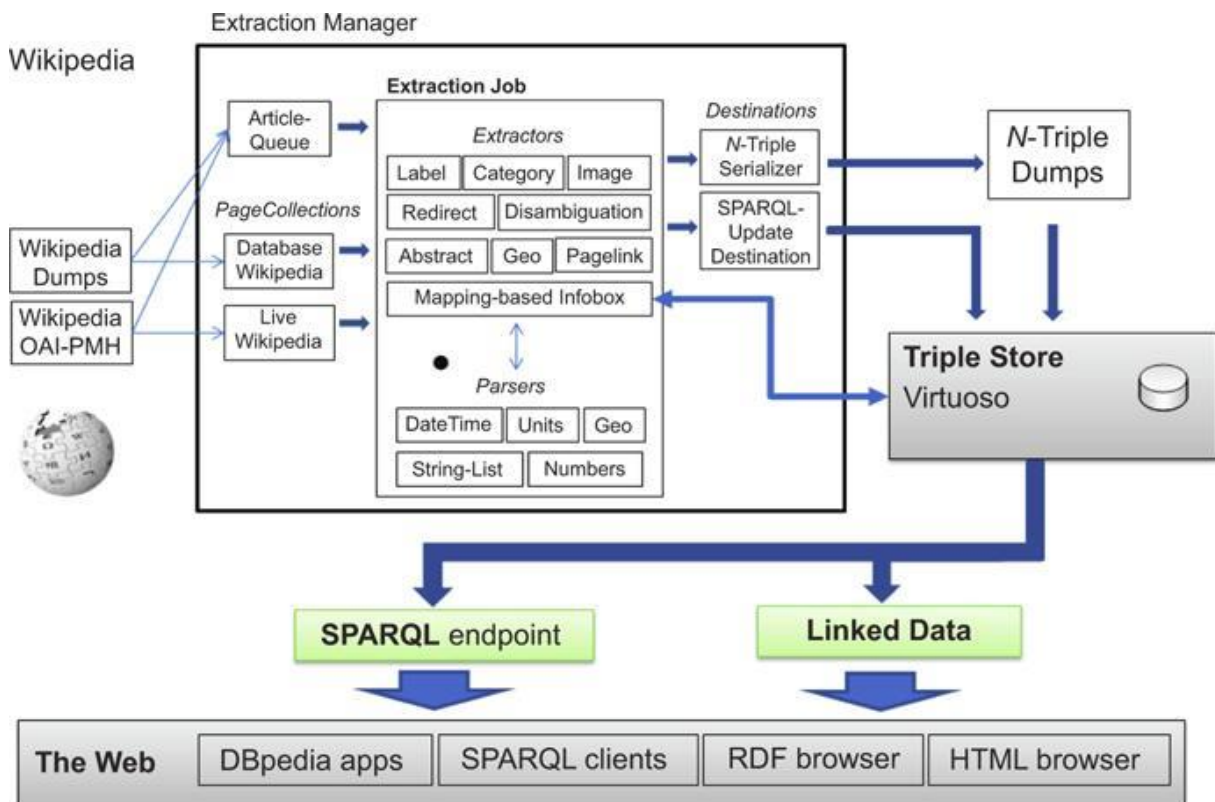 Extraction Manager
Wikipedia
Extraction Job
Article-
Queue
Extractors
Destinations
Label
Category
Image
N-Triple
Serializer
N-Triple
Dumps
Redirect
Disambiguation
PageCollections
SPARQL-
Update
Destination
Wikipedia
Dumps
Database
Wikipedia
Abstract
Geo
Pagelink
Mapping-based Infobox
Wikipedia
OAI-PMH
Live
Wikipedia
Parsers
DateTime
Units
Geo
String-List
Numbers
Triple Store
Virtuoso
SPARQL endpoint
Linked Data
The Web
DBpedia apps
SPARQL clients
RDF browser
HTML browser